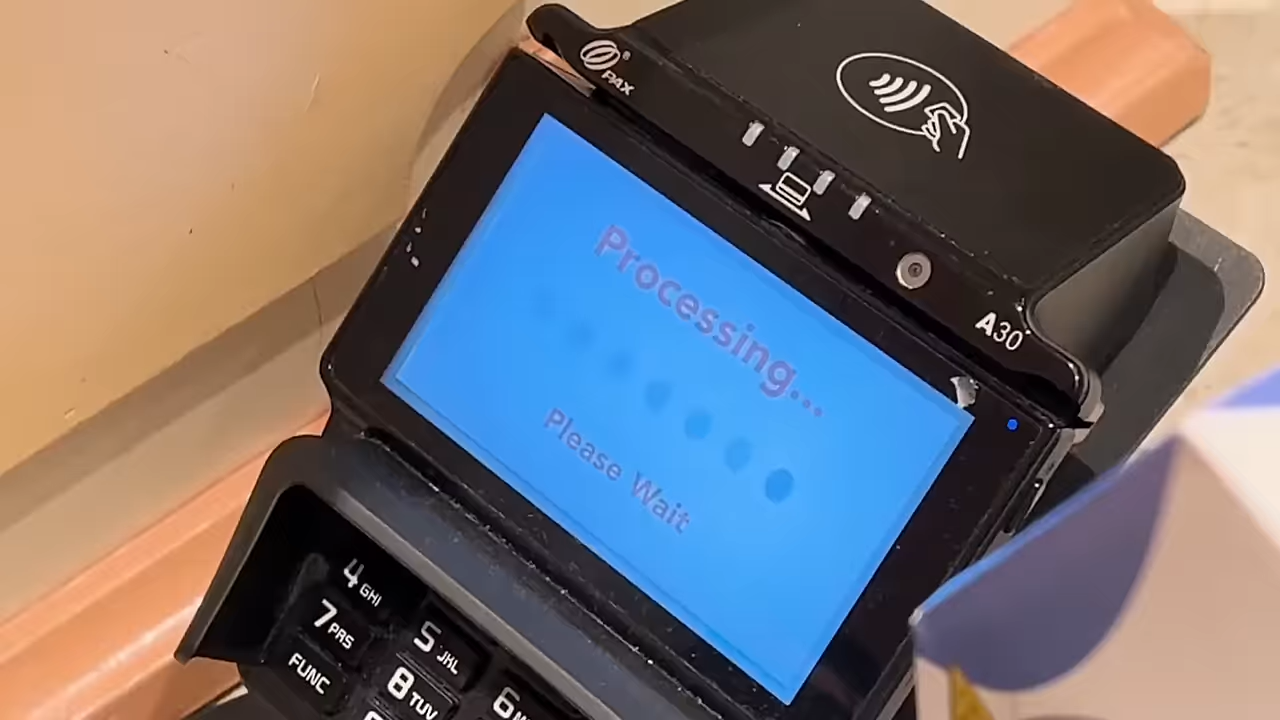 PAX
A30
Processing...
Please Wait
4 GHI
5 JKL
6
7 PRS
8 TUV
FUNC